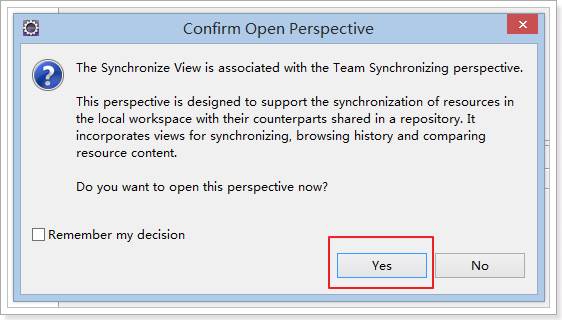 Confirm Open Perspective
The Synchronize View is associated with the Team Synchronizing perspective.
This perspective is designed to support the synchronization of resources in
the local workspace with their counterparts shared in a repository. It
incorporates views for synchronizing, browsing history and comparing
resource content.
Do you want to open this perspective now?
Remember my decision
Yes
No